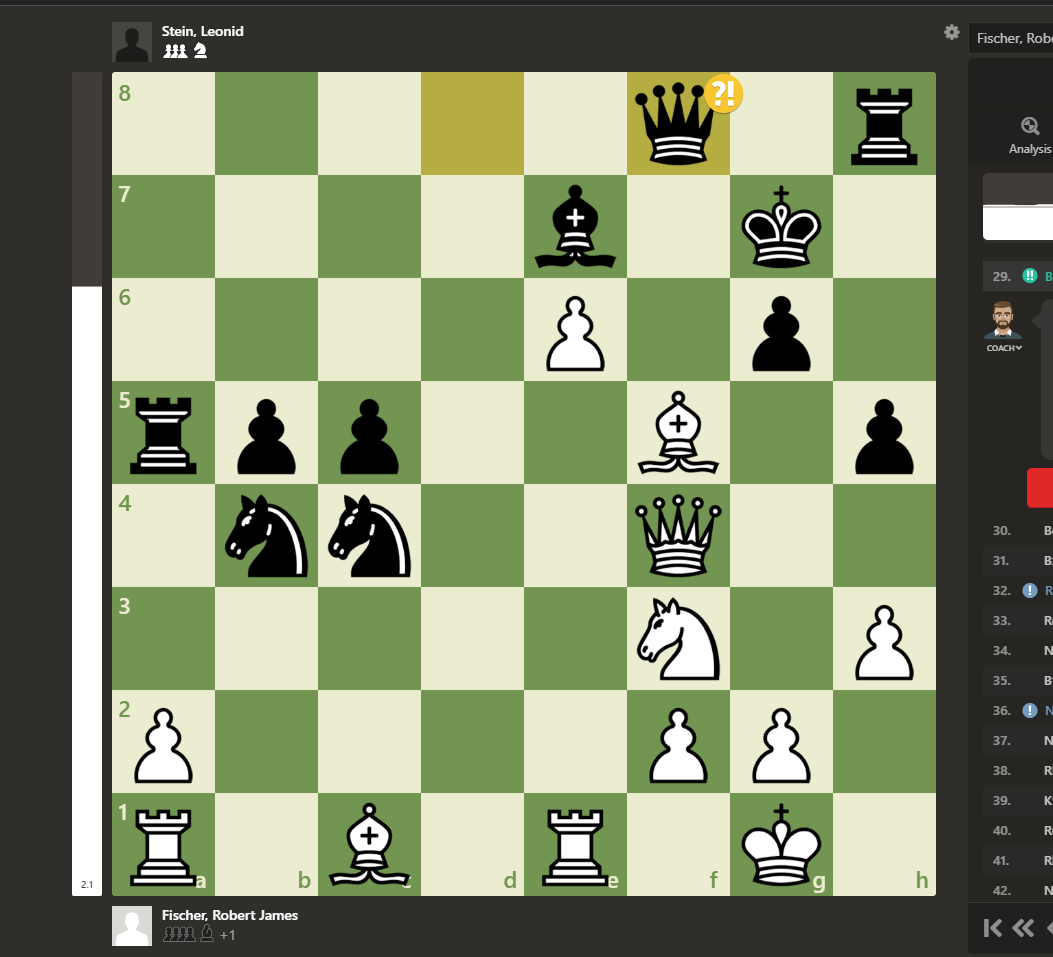 Stein, Leonid
Fischer, Robe
8
?!
7
Analysis
6
29. !! B
COACH
5
4
30. B
31. B
32. ! R
3
33. R
34. N
35. B
36. ! N
2
37. N
38. R
39. K
40. R
1
41. R
2.1
a b c d e f g h
42. N
Fischer, Robert James
+1